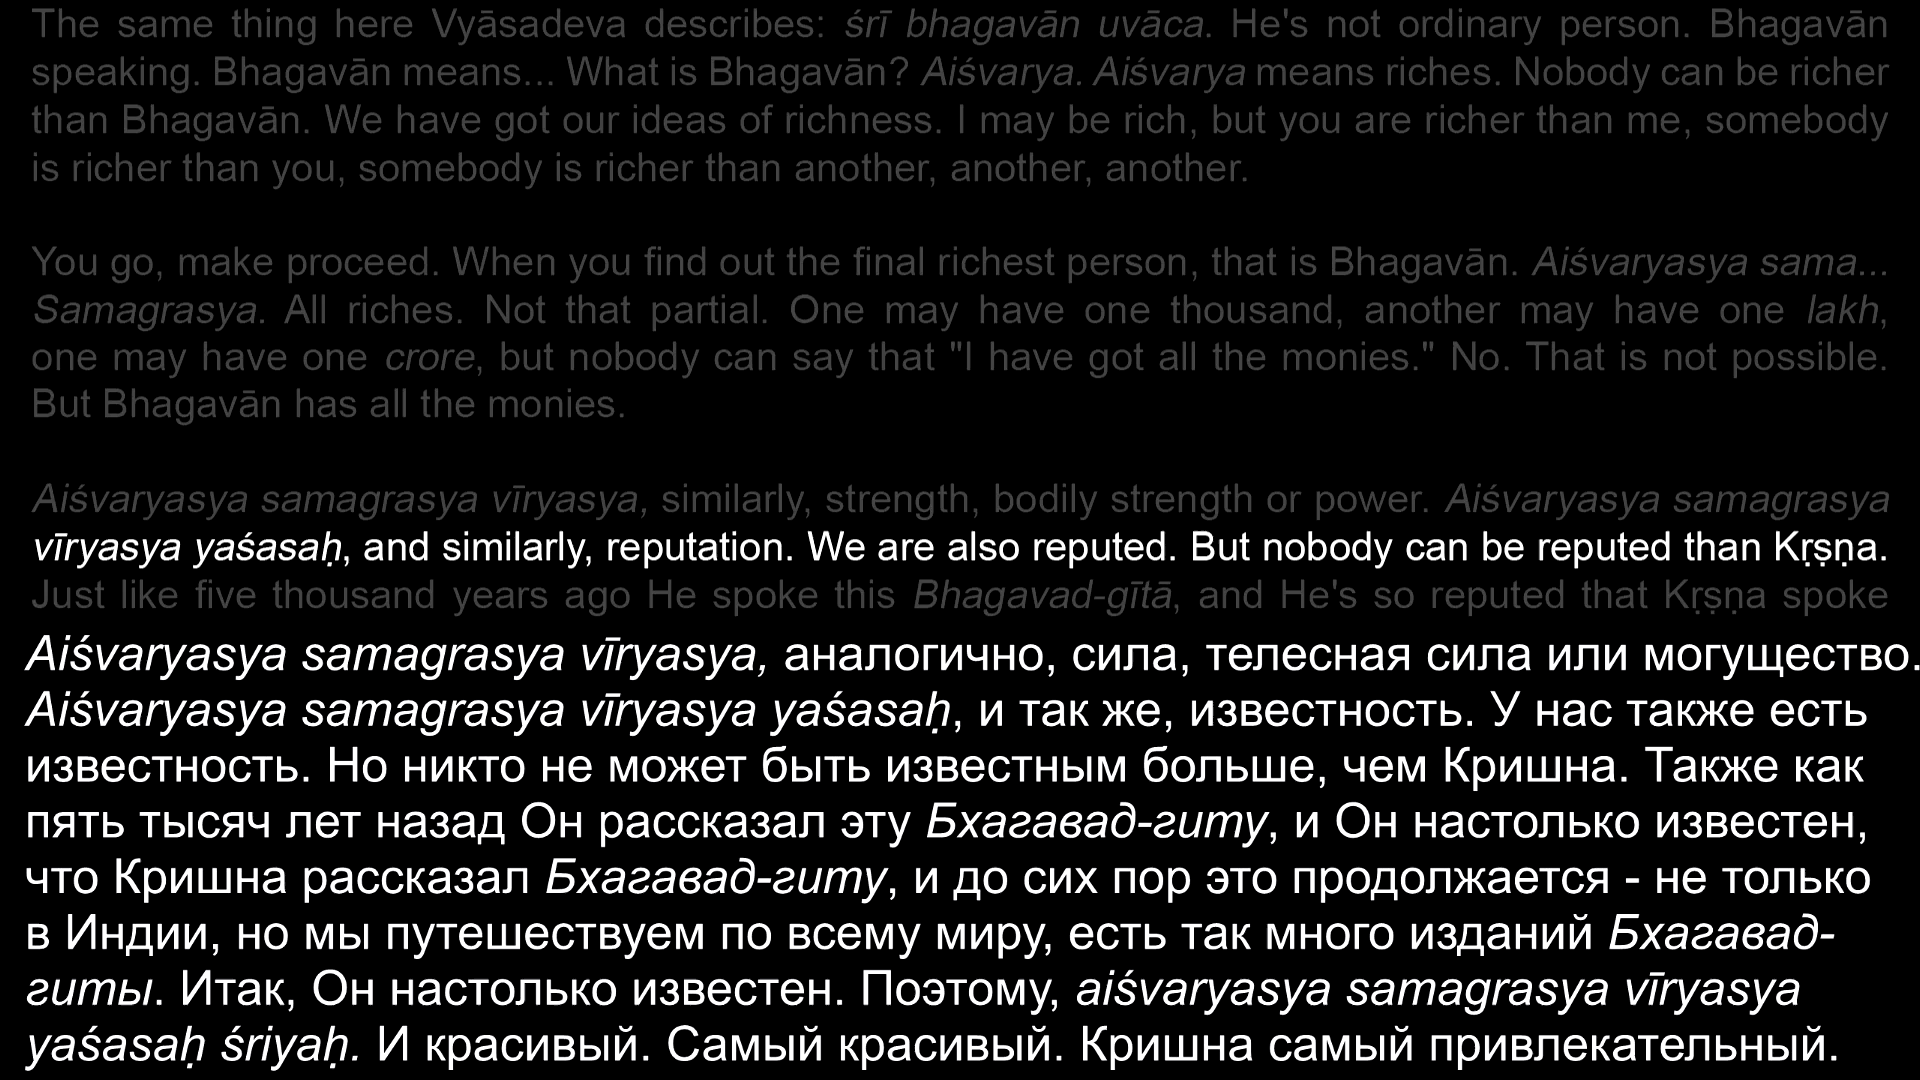 The same thing here Vyāsadeva describes: śrī bhagavān uvāca. He's not ordinary person. Bhagavān
speaking. Bhagavān means... What is Bhagavān? Aiśvarya. Aiśvarya means riches. Nobody can be richer
than Bhagavān. We have got our ideas of richness. I may be rich, but you are richer than me, somebody
is richer than you, somebody is richer than another, another, another.
You go, make proceed. When you find out the final richest person, that is Bhagavān. Aiśvaryasya sama...
Samagrasya. All riches. Not that partial. One may have one thousand, another may have one lakh,
one may have one crore, but nobody can say that "I have got all the monies." No. That is not possible.
But Bhagavān has all the monies.
Aiśvaryasya samagrasya vīryasya, similarly, strength, bodily strength or power. Aiśvaryasya samagrasya
vīryasya yaśasaḥ, and similarly, reputation. We are also reputed. But nobody can be reputed than Kṛṣṇa.
Just like five thousand years ago He spoke this Bhagavad-gītā, and He's so reputed that Kṛṣṇa spoke
Aiśvaryasya samagrasya vīryasya, аналогично, сила, телесная сила или могущество.
Aiśvaryasya samagrasya vīryasya yaśasaḥ, и так же, известность. У нас также есть
известность. Но никто не может быть известным больше, чем Кришна. Также как
пять тысяч лет назад Он рассказал эту Бхагавад-гиту, и Он настолько известен,
что Кришна рассказал Бхагавад-гиту, и до сих пор это продолжается - не только
в Индии, но мы путешествуем по всему миру, есть так много изданий Бхагавад-
гиты. Итак, Он настолько известен. Поэтому, aiśvaryasya samagrasya vīryasya
yaśasaḥ śriyaḥ. И красивый. Самый красивый. Кришна самый привлекательный.